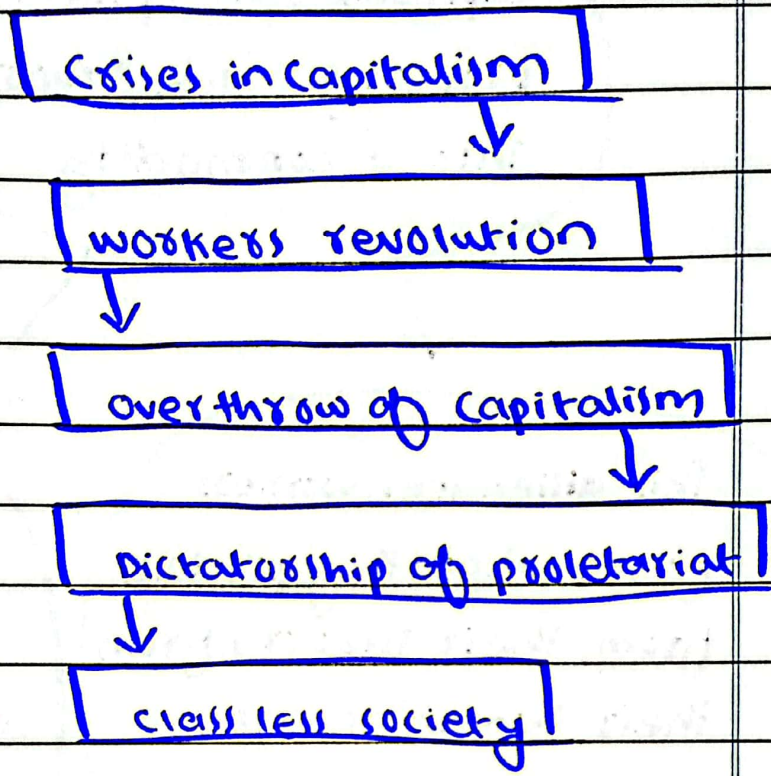 Crises in Capitalism
workers revolution
overthrow of capitalism
Dictatorship of proletariat
class less society